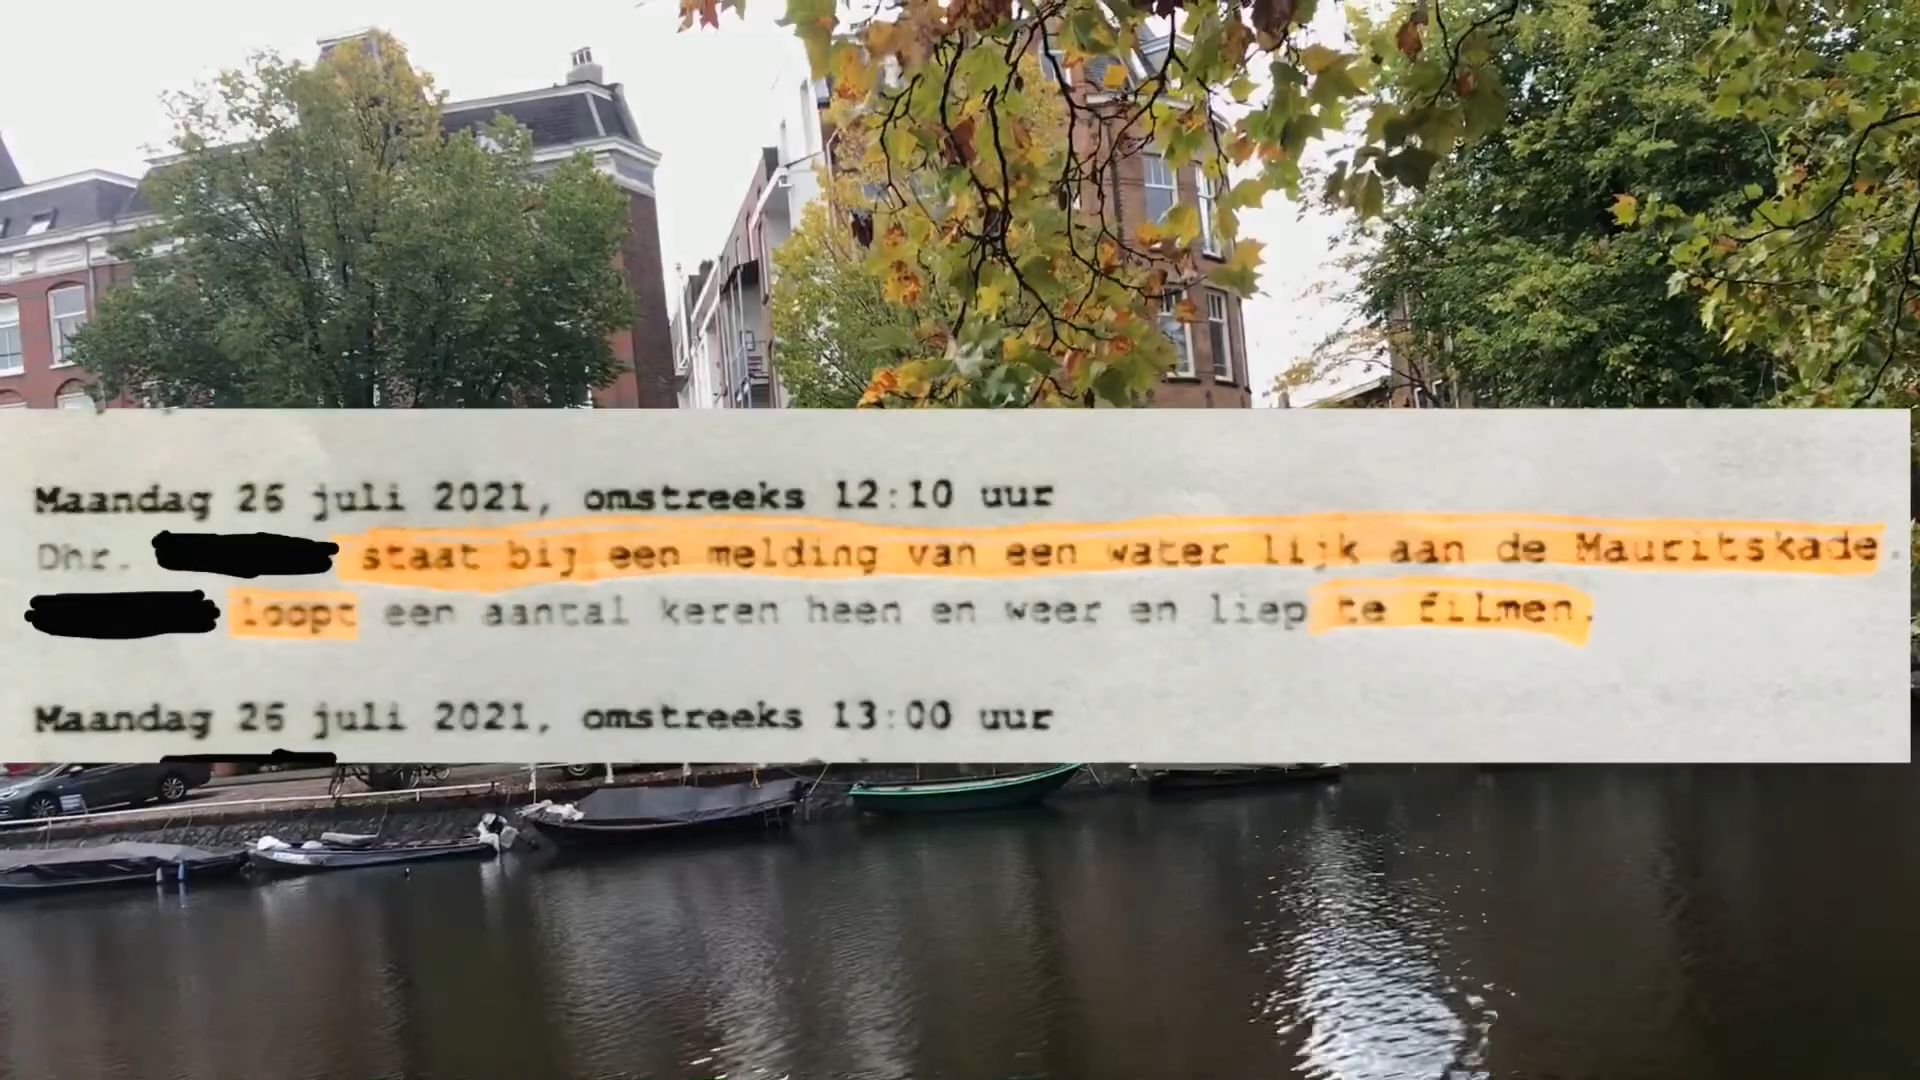 Maandag 26 juli 2021, omstreeks 12:10 uur
Dhr. staat bij een melding van een water lijk aan de Mauritskade.
loopt een aantal keren heen en weer en liep te filmen.
Maandag 26 juli 2021, omstreeks 13:00 uur